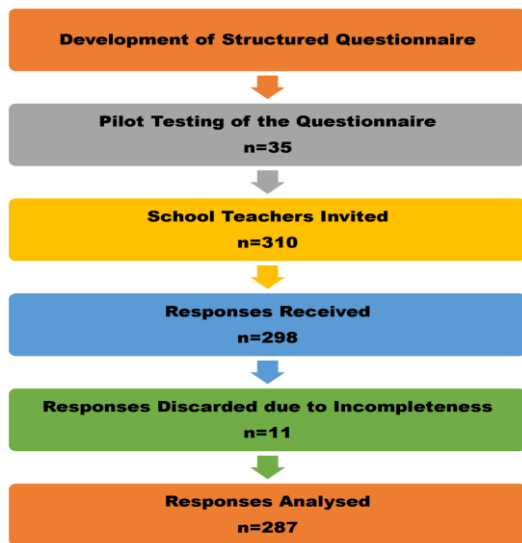 Development of Structured Questionnaire
Pilot Testing of the Questionnaire
n=35
School Teachers Invited
n=310
Responses Received
n=298
Responses Discarded due to Incompleteness
n=11
Responses Analysed
n=287